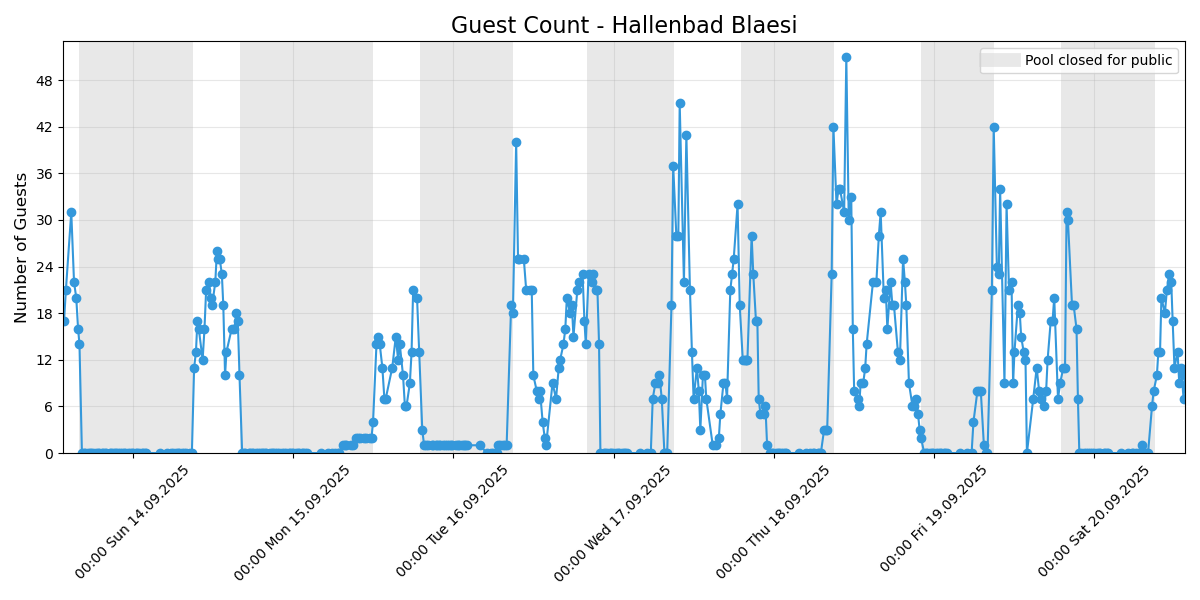 Guest Count - Hallenbad Blaesi
Pool closed for public
Number of Guests
48
42
36
30
24
18
12
6
0
00:00 Sun 14.09.2025
00:00 Mon 15.09.2025
00:00 Tue 16.09.2025
00:00 Wed 17.09.2025
00:00 Thu 18.09.2025
00:00 Fri 19.09.2025
00:00 Sat 20.09.2025